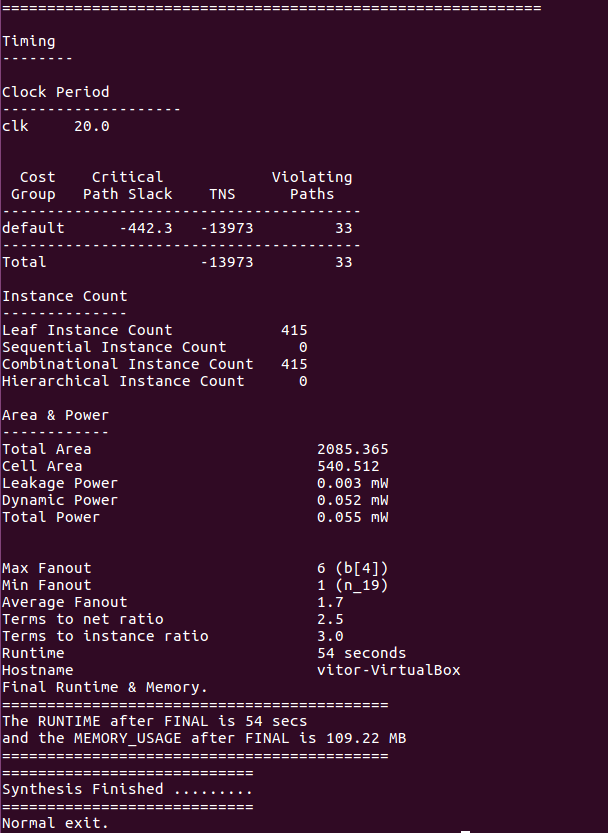 ============================================================
Timing
--------
Clock Period
--------------------
clk     20.0
  Cost    Critical            Violating
 Group   Path Slack    TNS      Paths
----------------------------------------
default      -442.3   -13973         33
----------------------------------------
Total                 -13973         33
Instance Count
--------------
Leaf Instance Count            415
Sequential Instance Count        0
Combinational Instance Count   415
Hierarchical Instance Count      0
Area & Power
------------
Total Area                         2085.365
Cell Area                          540.512
Leakage Power                      0.003 mW
Dynamic Power                      0.052 mW
Total Power                        0.055 mW
Max Fanout                         6 (b[4])
Min Fanout                         1 (n_19)
Average Fanout                     1.7
Terms to net ratio                 2.5
Terms to instance ratio            3.0
Runtime                            54 seconds
Hostname                           vitor-VirtualBox
Final Runtime & Memory.
===========================================
The RUNTIME after FINAL is 54 secs
and the MEMORY_USAGE after FINAL is 109.22 MB
===========================================
============================
Synthesis Finished .........
============================
Normal exit.